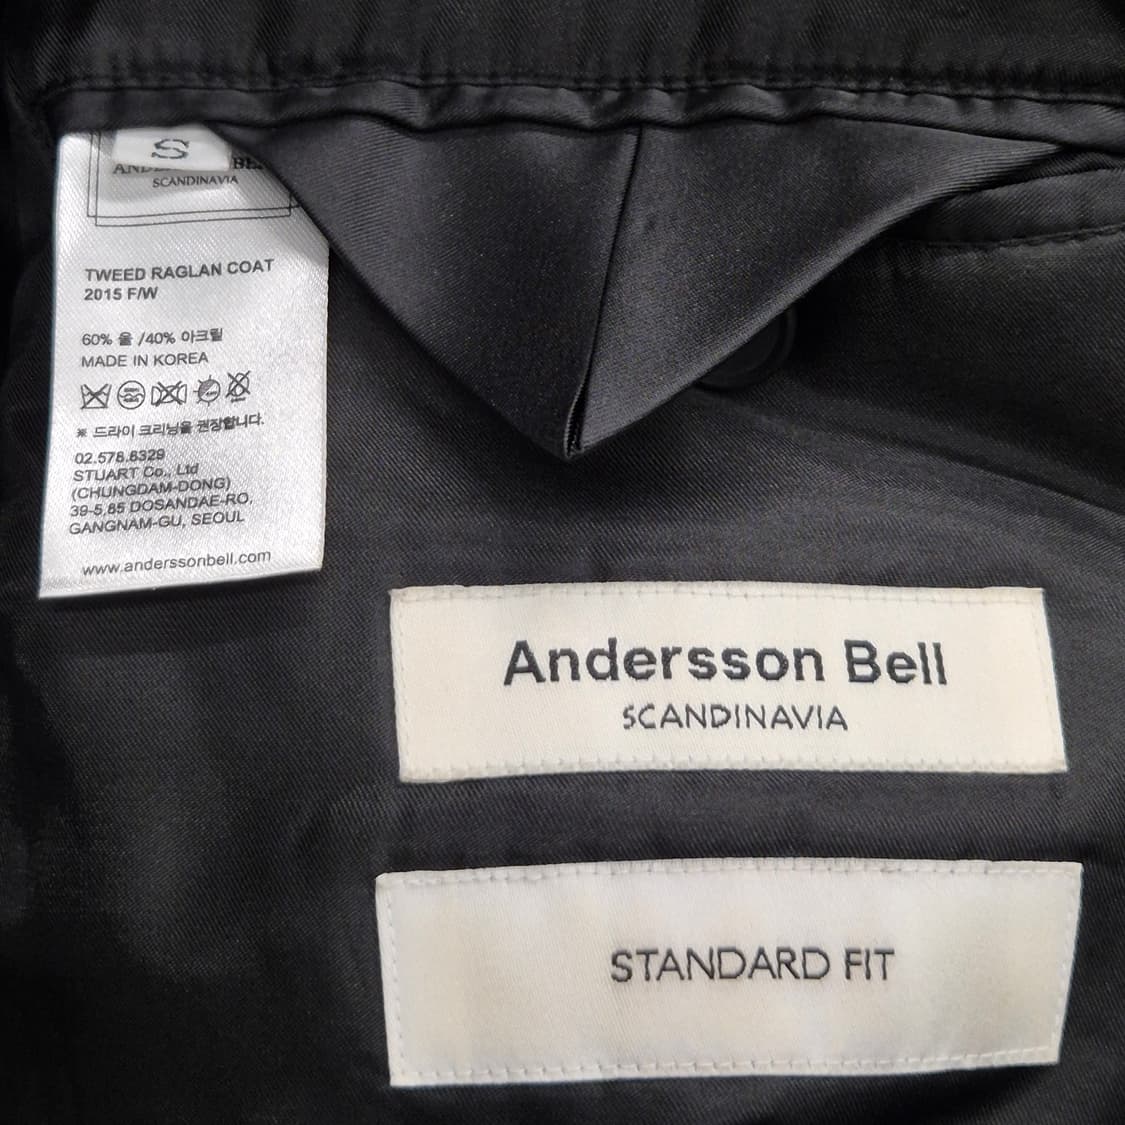 S
AND BE
SCANDINAVIA
TWEED RAGLAN COAT
2015 F/W
60% 울 /40% 아크릴
MADE IN KOREA
※ 드라이 크리닝을 권장합니다.
02.578.8329
STUART Co., Ltd
(CHUNGDAM-DONG)
39-5,85 DOSANDAE-RO,
GANGNAM-GU, SEOUL
www.anderssonbell.com
Andersson Bell
SCANDINAVIA
STANDARD FIT